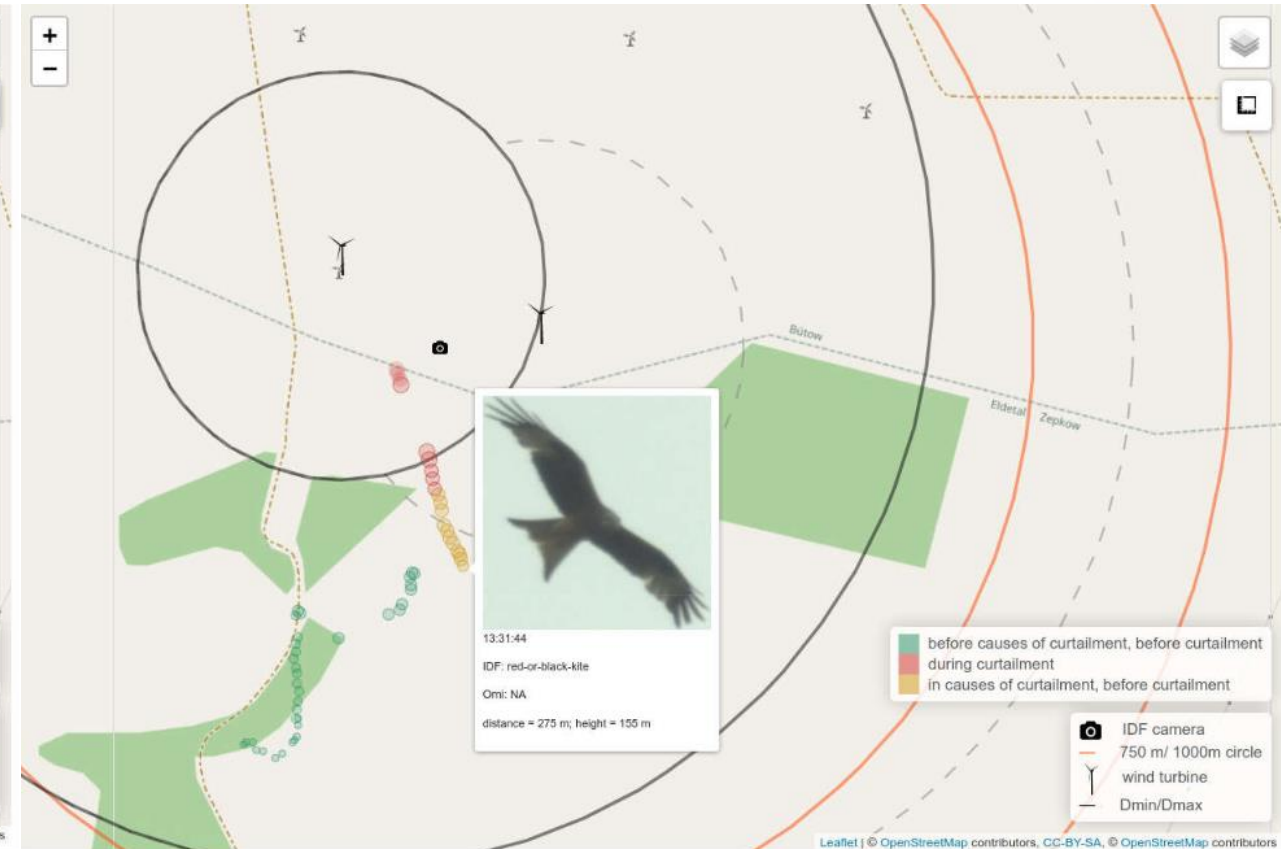 +
−
Bütow
Eldetal
Zepkow
13:31:44
IDF: red-or-black-kite
Omi: NA
distance = 275 m; height = 155 m
before causes of curtailment, before curtailment
during curtailment
in causes of curtailment, before curtailment
IDF camera
750 m/ 1000m circle
wind turbine
Dmin/Dmax
s
Leaflet | © OpenStreetMap contributors, CC-BY-SA, © OpenStreetMap contributors